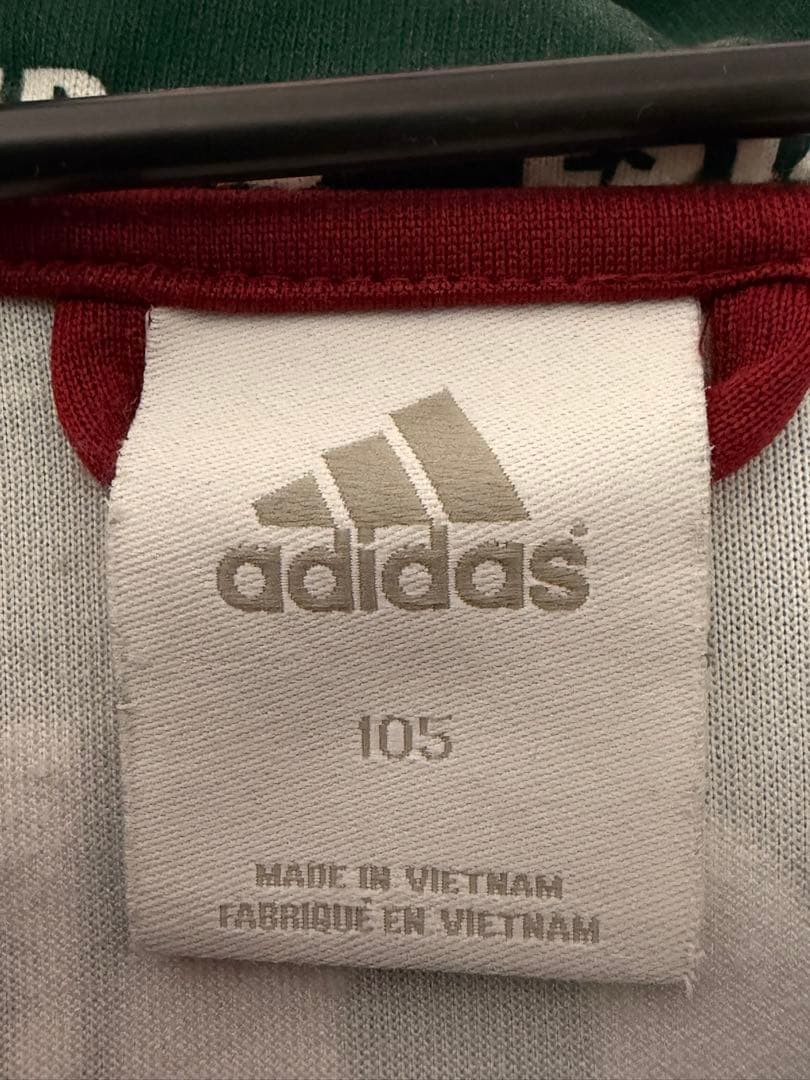 adidas®
105
MADE IN VIETNAM
FABRIQUÉ EN VIETNAM